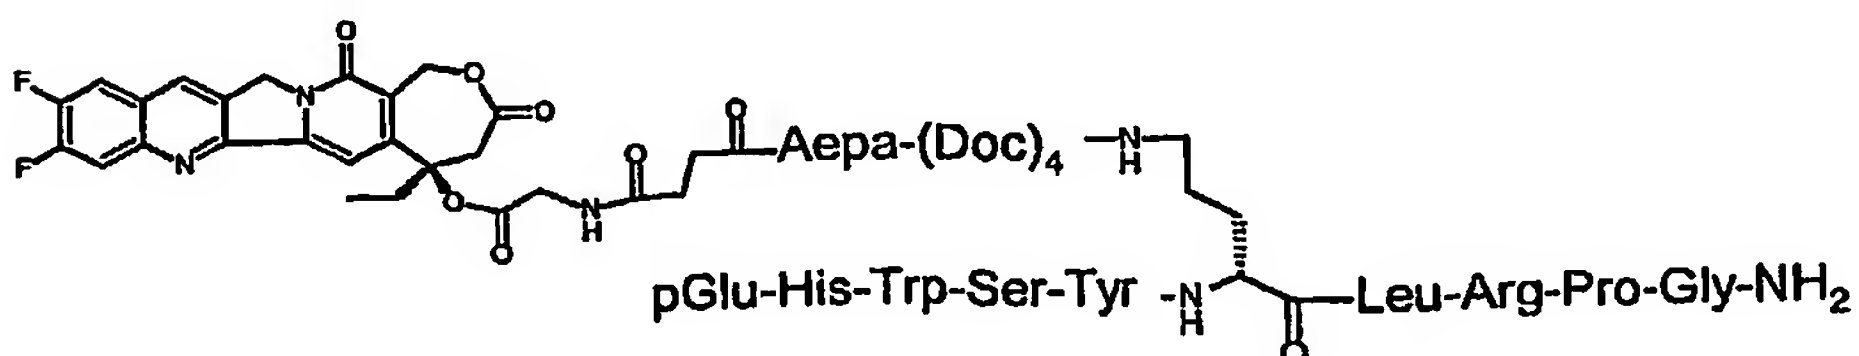 O
F
N
O
O
F
N
O
O
Aepa-(Doc)4
N
H
O
N
H
O
pGlu-His-Trp-Ser-Tyr
-N
H
Leu-Arg-Pro-Gly-NH2
O